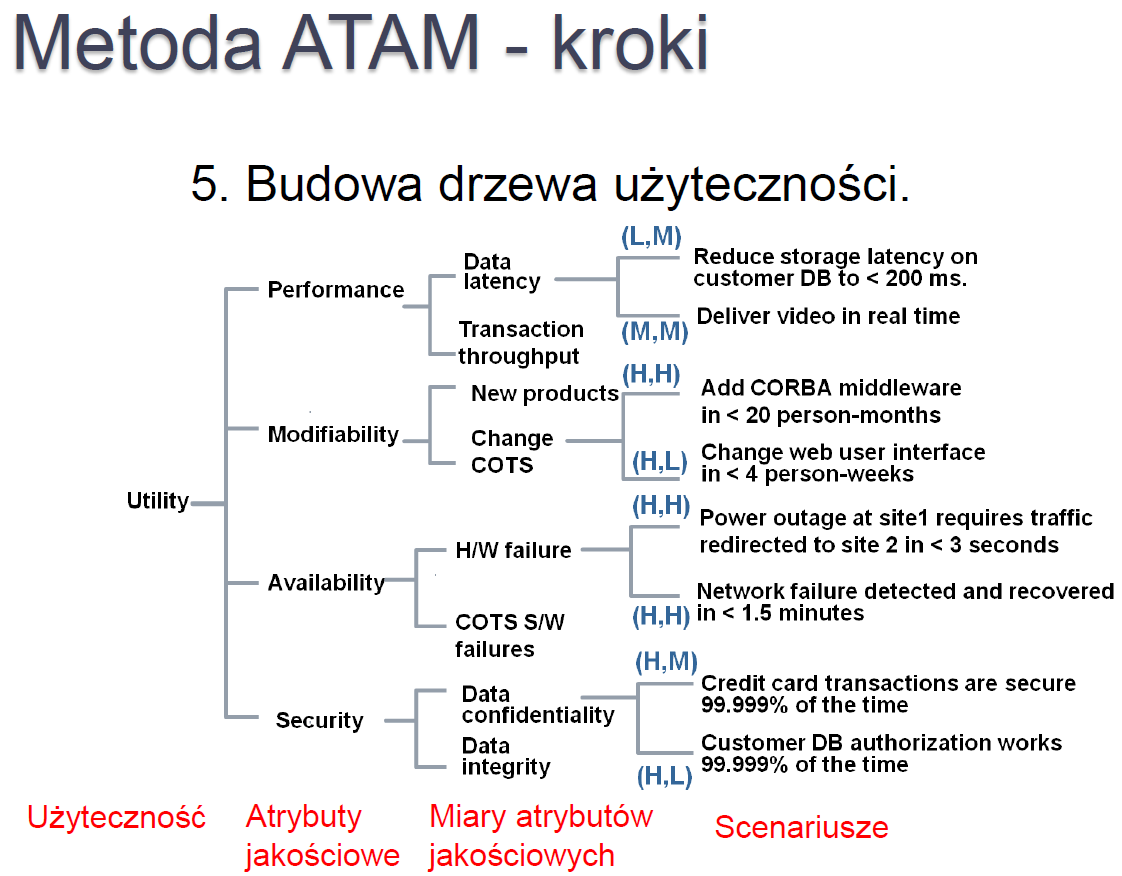 Metoda ATAM - kroki
5. Budowa drzewa użyteczności.
Utility
Performance
Data
latency
(L,M)
Reduce storage latency on
customer DB to < 200 ms.
(M,M)
Deliver video in real time
Transaction
throughput
Modifiability
New products
Change
COTS
(H,H)
Add CORBA middleware
in < 20 person-months
(H,L)
Change web user interface
in < 4 person-weeks
Availability
H/W failure
(H,H)
Power outage at site1 requires traffic
redirected to site 2 in < 3 seconds
(H,H)
Network failure detected and recovered
in < 1.5 minutes
COTS S/W
failures
Security
Data
confidentiality
(H,M)
Credit card transactions are secure
99.999% of the time
(H,L)
Customer DB authorization works
99.999% of the time
Data
integrity
Użyteczność
Atrybuty
jakościowe
Miary atrybutów
jakościowych
Scenariusze